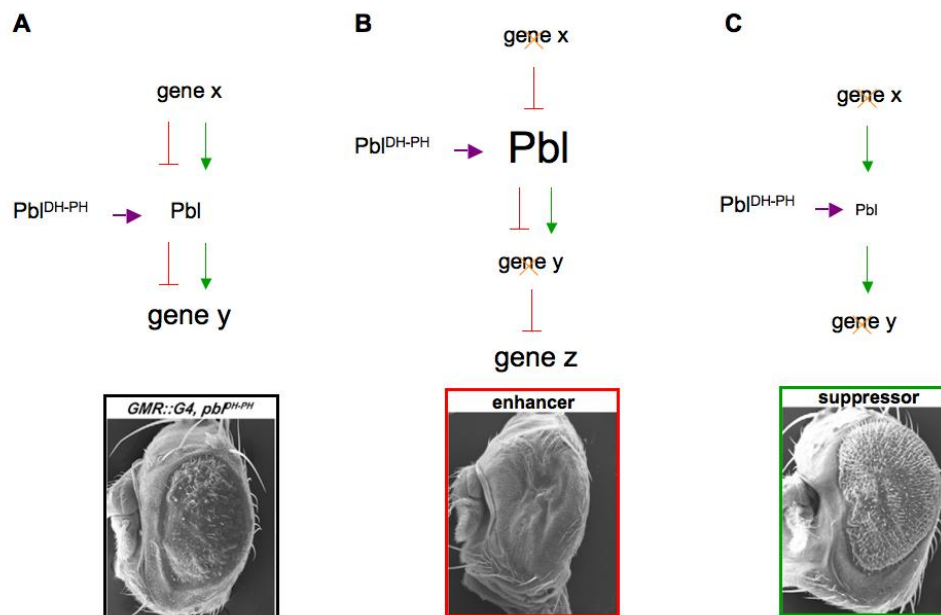 A
gene x
Pbl^DH-PH
Pbl
gene y
GMR::G4, pbl^DH-PH
B
gene x
Pbl^DH-PH
Pbl
gene y
gene z
enhancer
C
gene x
Pbl^DH-PH
Pbl
gene y
suppressor